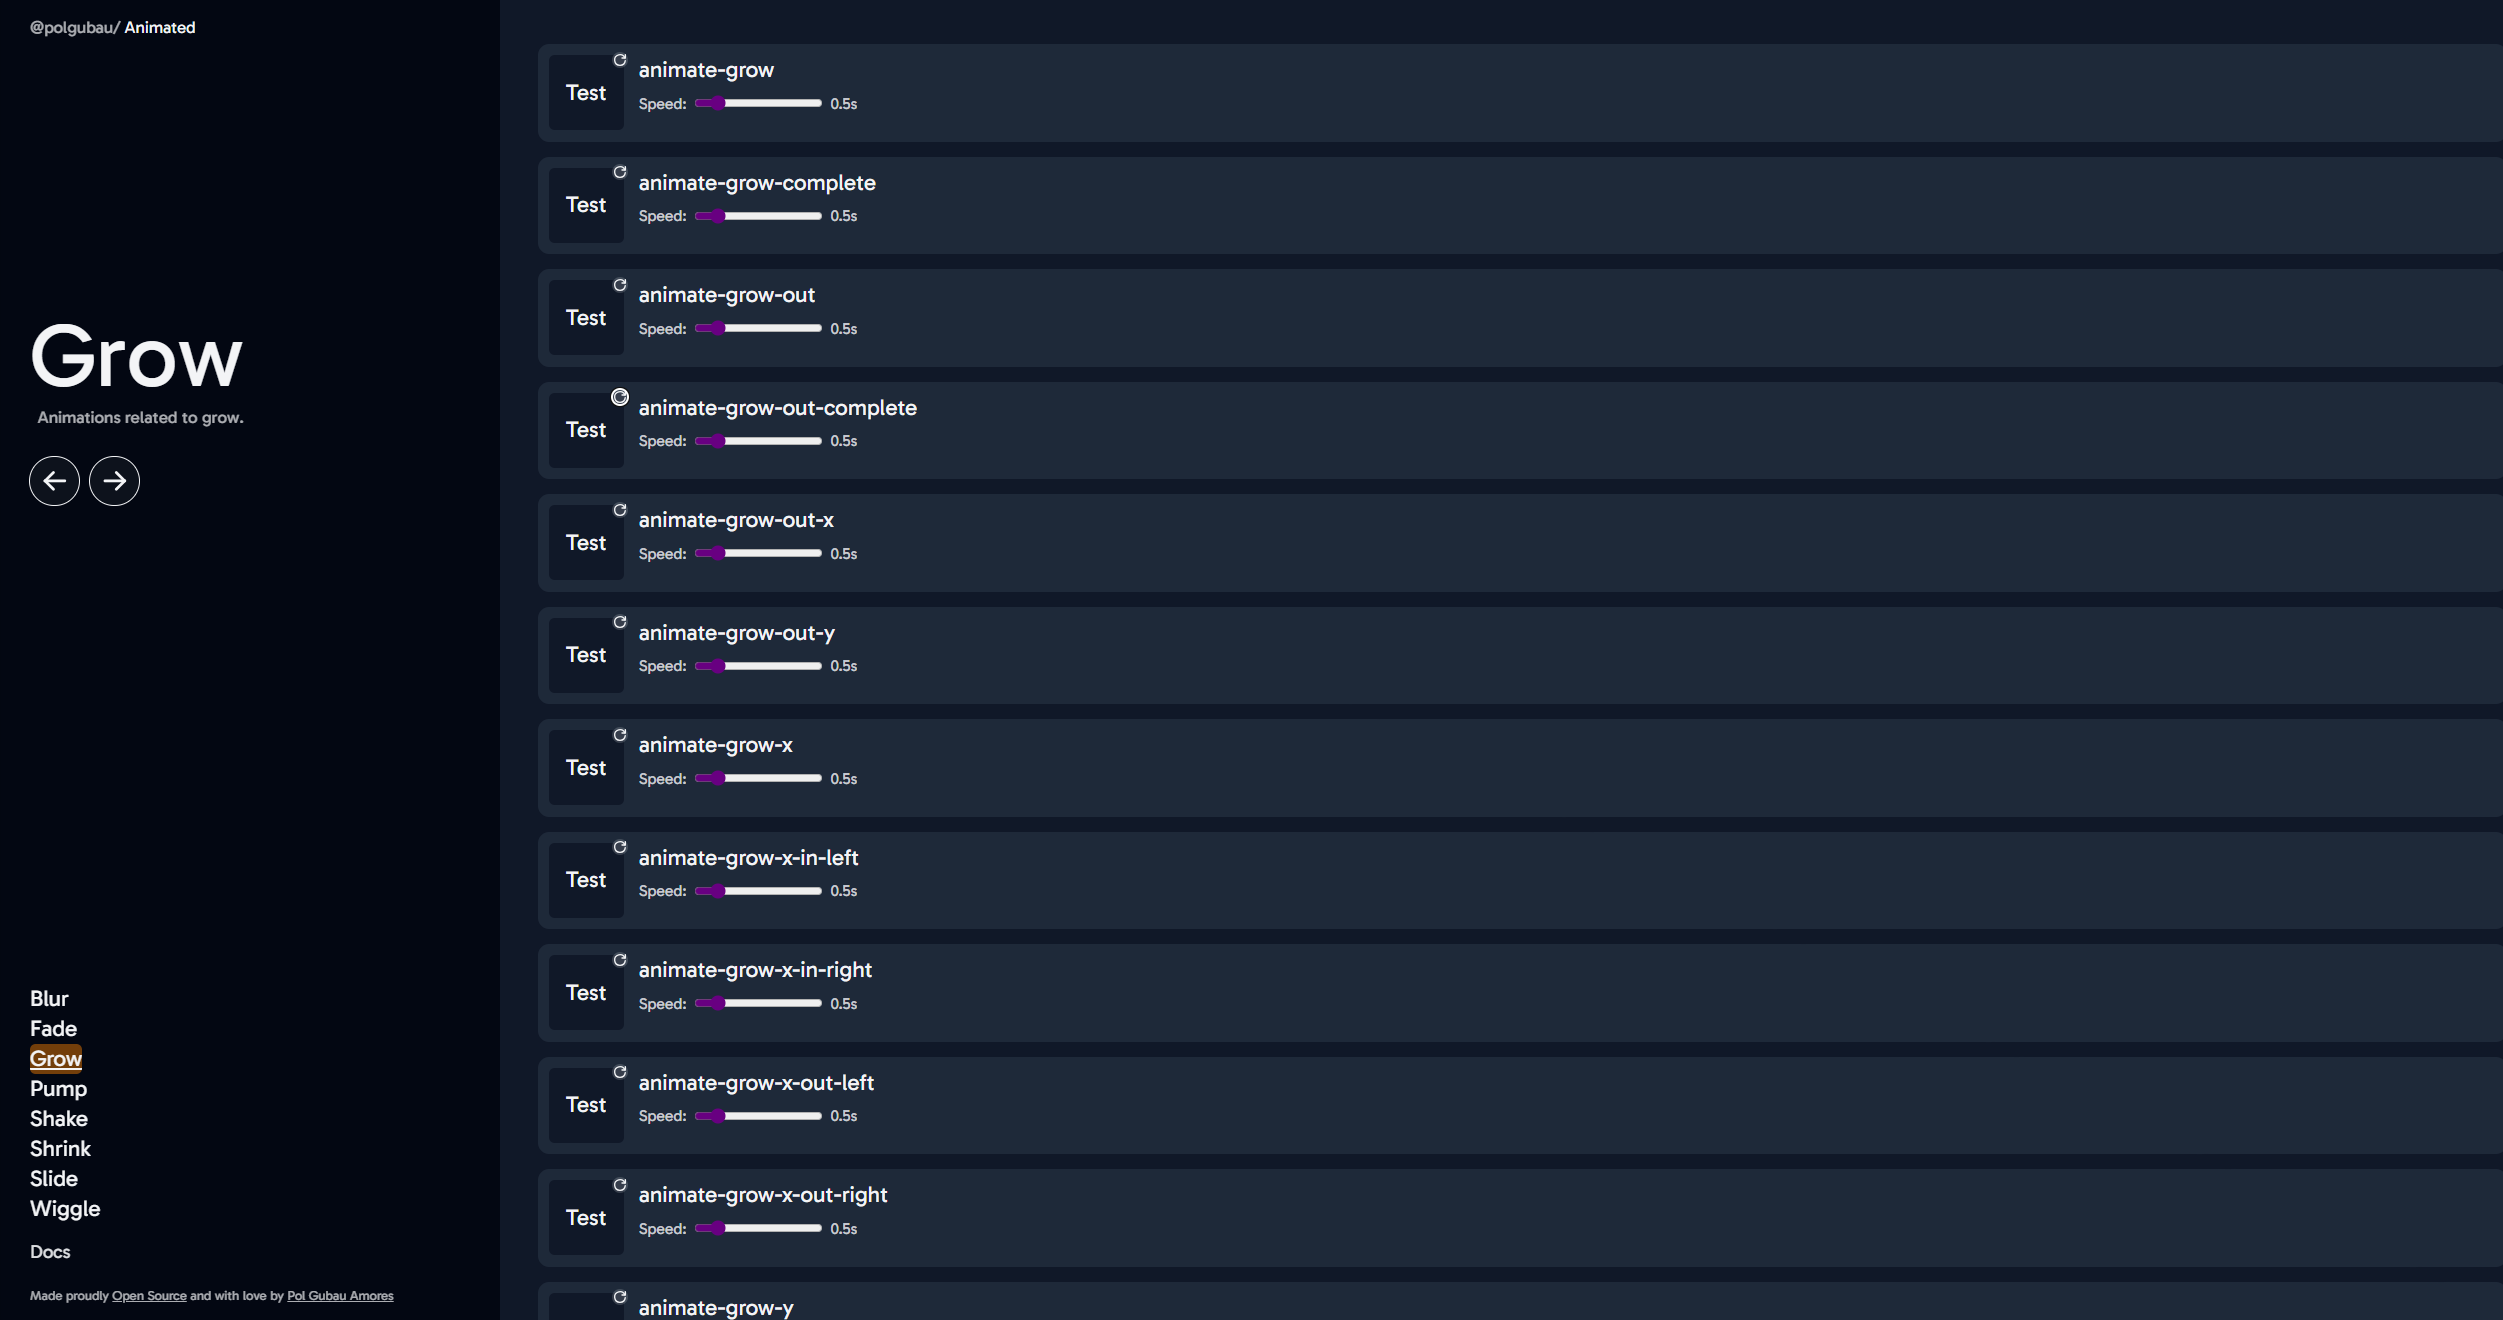 @polgubau/ Animated
Grow
Animations related to grow.
Blur
Fade
Grow
Pump
Shake
Shrink
Slide
Wiggle
Docs
Made proudly Open Source and with love by Pol Gubau Amores
Test
animate-grow
Speed: 0.5s
Test
animate-grow-complete
Speed: 0.5s
Test
animate-grow-out
Speed: 0.5s
Test
animate-grow-out-complete
Speed: 0.5s
Test
animate-grow-out-x
Speed: 0.5s
Test
animate-grow-out-y
Speed: 0.5s
Test
animate-grow-x
Speed: 0.5s
Test
animate-grow-x-in-left
Speed: 0.5s
Test
animate-grow-x-in-right
Speed: 0.5s
Test
animate-grow-x-out-left
Speed: 0.5s
Test
animate-grow-x-out-right
Speed: 0.5s
animate-grow-y